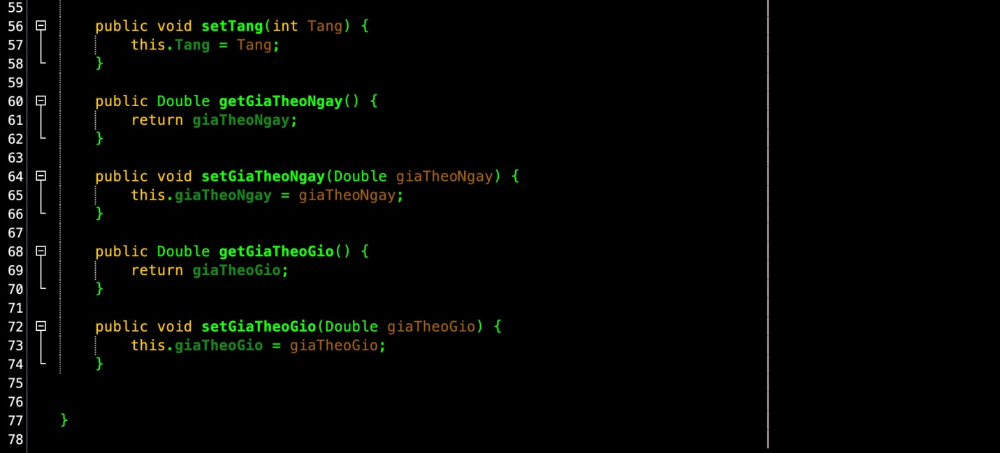 55
56 public void setTang(int Tang) {
57 this.Tang = Tang;
58 }
59
60 public Double getGiaTheoNgay() {
61 return giaTheoNgay;
62 }
63
64 public void setGiaTheoNgay(Double giaTheoNgay) {
65 this.giaTheoNgay = giaTheoNgay;
66 }
67
68 public Double getGiaTheoGio() {
69 return giaTheoGio;
70 }
71
72 public void setGiaTheoGio(Double giaTheoGio) {
73 this.giaTheoGio = giaTheoGio;
74 }
75
76
77 }
78